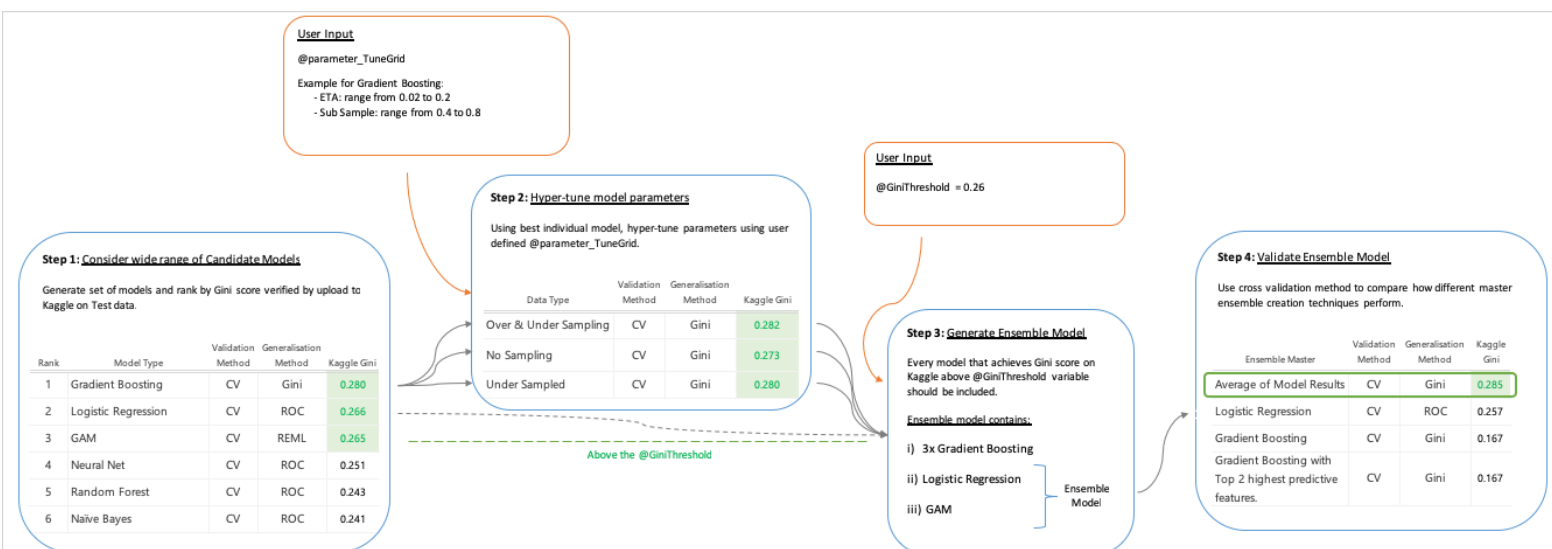 User Input
@parameter_TuneGrid
Example for Gradient Boosting:
- ETA: range from 0.02 to 0.2
- Sub Sample: range from 0.4 to 0.8
User Input
@GiniThreshold = 0.26
Step 1: Consider wide range of Candidate Models
Generate set of models and rank by Gini score verified by upload to
Kaggle on Test data.
Rank Model Type Validation Method Generalisation Method Kaggle Gini
1 Gradient Boosting CV Gini 0.280
2 Logistic Regression CV ROC 0.266
3 GAM CV REML 0.265
4 Neural Net CV ROC 0.251
5 Random Forest CV ROC 0.243
6 Naïve Bayes CV ROC 0.241
Step 2: Hyper-tune model parameters
Using best individual model, hyper-tune parameters using user
defined @parameter_TuneGrid.
Data Type Validation Method Generalisation Method Kaggle Gini
Over & Under Sampling CV Gini 0.282
No Sampling CV Gini 0.273
Under Sampled CV Gini 0.280
Above the @GiniThreshold
Step 3: Generate Ensemble Model
Every model that achieves Gini score on
Kaggle above @GiniThreshold variable
should be included.
Ensemble model contains:
i) 3x Gradient Boosting
ii) Logistic Regression
iii) GAM
Ensemble
Model
Step 4: Validate Ensemble Model
Use cross validation method to compare how different master
ensemble creation techniques perform.
Ensemble Master Validation Method Generalisation Method Kaggle Gini
Average of Model Results CV Gini 0.285
Logistic Regression CV ROC 0.257
Gradient Boosting CV Gini 0.167
Gradient Boosting with
Top 2 highest predictive CV Gini 0.167
features.